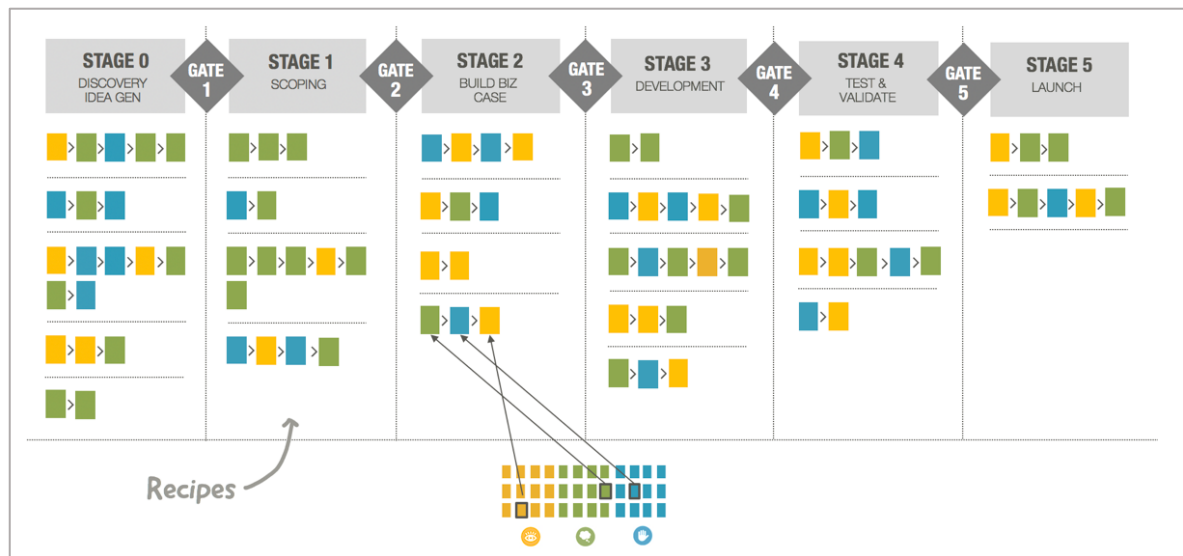 STAGE 0
DISCOVERY
IDEA GEN
GATE
1
STAGE 1
SCOPING
GATE
2
STAGE 2
BUILD BIZ
CASE
GATE
3
STAGE 3
DEVELOPMENT
GATE
4
STAGE 4
TEST &
VALIDATE
GATE
5
STAGE 5
LAUNCH
Recipes